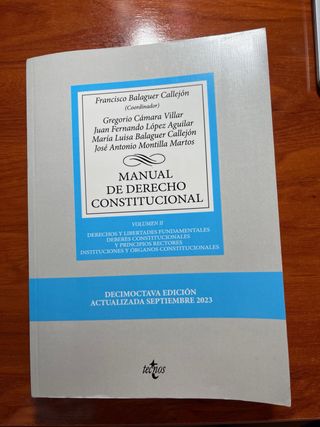 Francisco Balaguer Callejón
(Coordinador)
Gregorio Cámara Villar
Juan Fernando López Aguilar
María Luisa Balaguer Callejón
José Antonio Montilla Martos
MANUAL
DE DERECHO
CONSTITUCIONAL
VOLUMEN II
DERECHOS Y LIBERTADES FUNDAMENTALES
DEBERES CONSTITUCIONALES
Y PRINCIPIOS RECTORES
INSTITUCIONES Y ÓRGANOS CONSTITUCIONALES
DECIMOCTAVA EDICIÓN
ACTUALIZADA SEPTIEMBRE 2023
tecnos